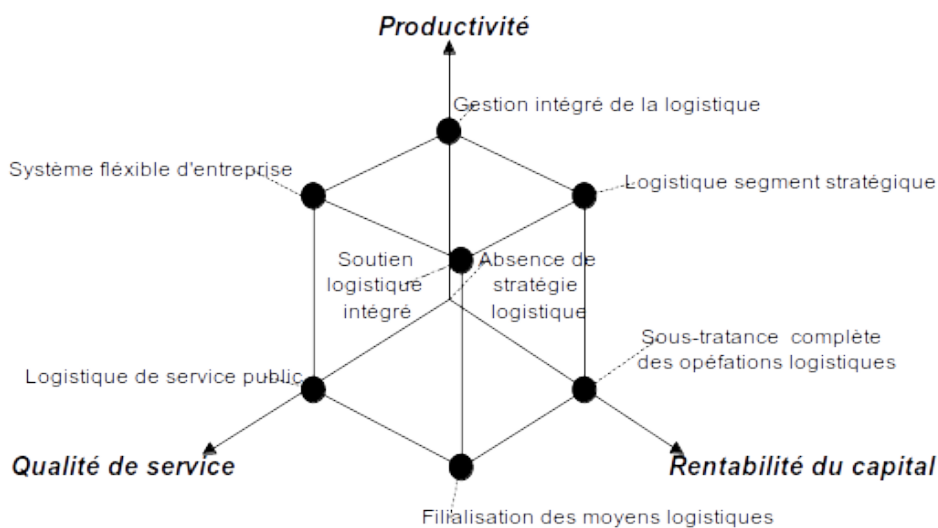 Productivité
Gestion intégré de la logistique
Système fléxible d'entreprise
Logistique segment stratégique
Soutien
logistique
intégré
Absence de
stratégie
logistique
Sous-tratance complète
des opéfations logistiques
Logistique de service public
Qualité de service
Rentabilité du capital
Filialisation des moyens logistiques